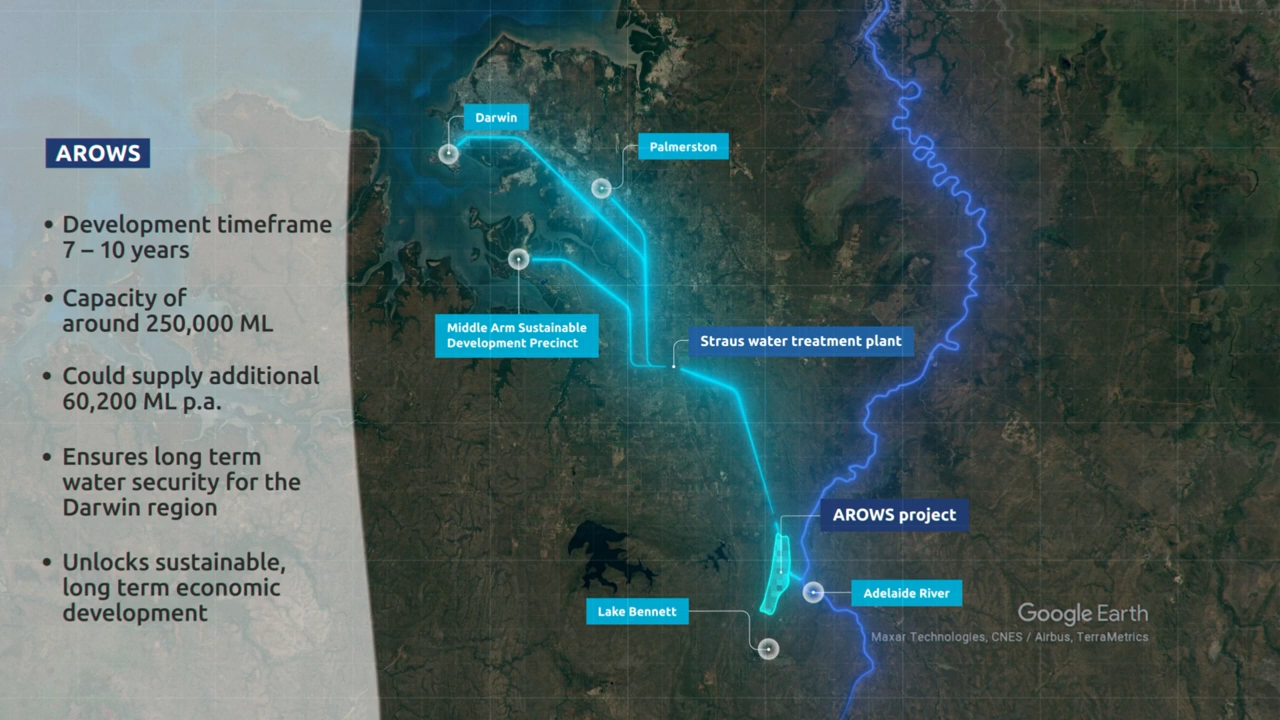 AROWS
• Development timeframe
7 – 10 years
• Capacity of
around 250,000 ML
• Could supply additional
60,200 ML p.a.
• Ensures long term
water security for the
Darwin region
• Unlocks sustainable,
long term economic
development
Darwin
Palmerston
Middle Arm Sustainable
Development Precinct
Straus water treatment plant
AROWS project
Adelaide River
Lake Bennett
Google Earth
Maxar Technologies, CNES / Airbus, TerraMetrics